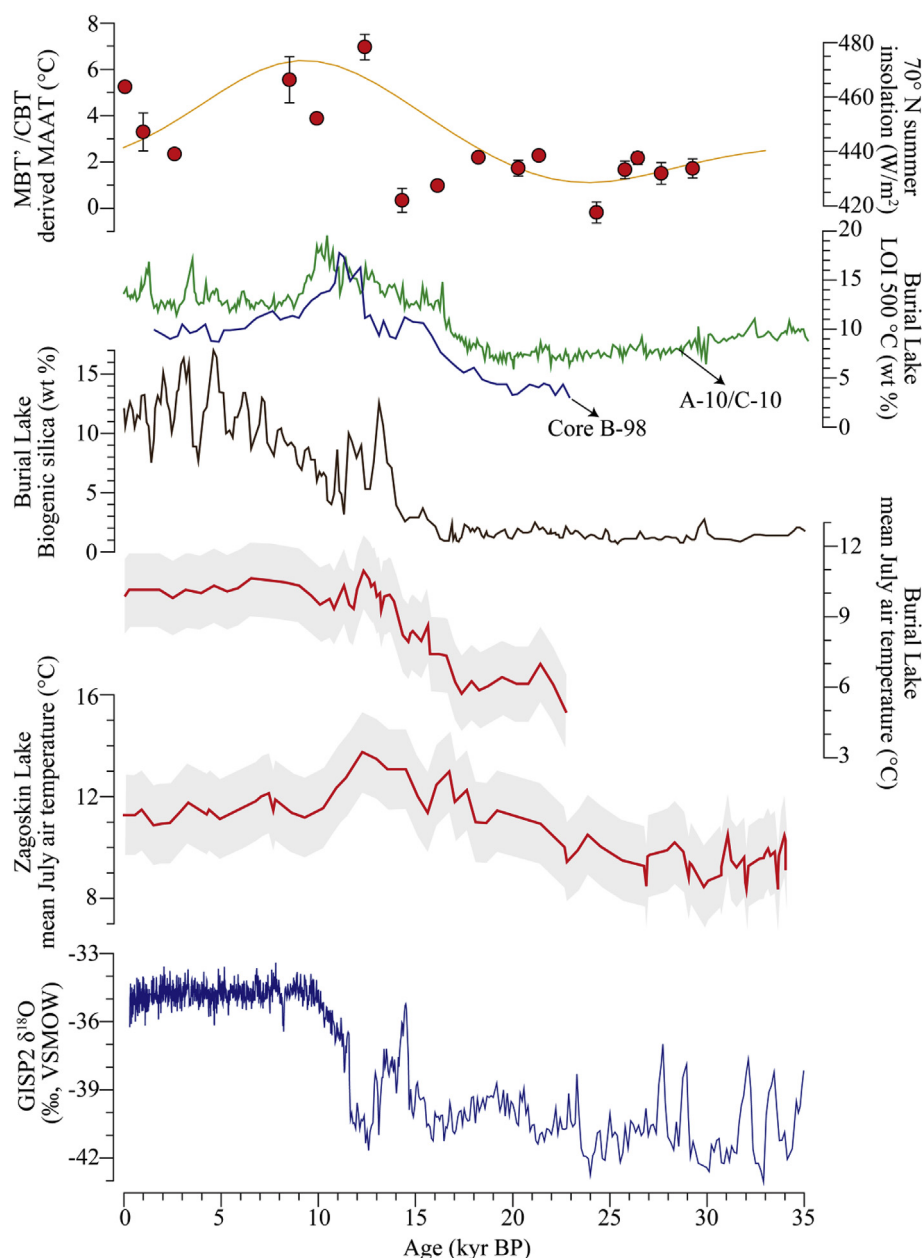 MBT’ /CBT
derived MAAT (°C)
8
6
4
2
0
70° N summer
insolation (W/m²)
480
460
440
420
Burial Lake
LOI 500 °C (wt %)
20
15
10
5
0
A-10/C-10
Core B-98
Burial Lake
Biogenic silica (wt %)
15
10
5
0
Burial Lake
mean July air temperature (°C)
12
9
6
3
Zagoskin Lake
mean July air temperature (°C)
16
12
8
GISP2 δ¹⁸O
(‰, VSMOW)
-33
-36
-39
-42
0 5 10 15 20 25 30 35
Age (kyr BP)